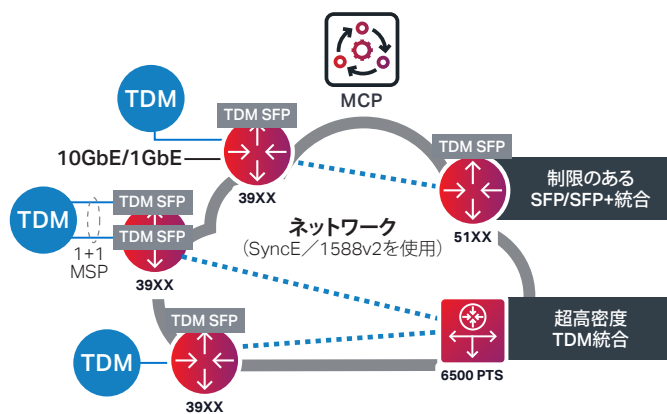 MCP
TDM
TDM SFP
10GbE/1GbE
39XX
TDM SFP
51XX
制限のある
SFP/SFP+統合
TDM
TDM SFP
TDM SFP
1+1
MSP
39XX
ネットワーク
（SyncE／1588v2を使用）
TDM SFP
TDM
39XX
6500 PTS
超高密度
TDM統合